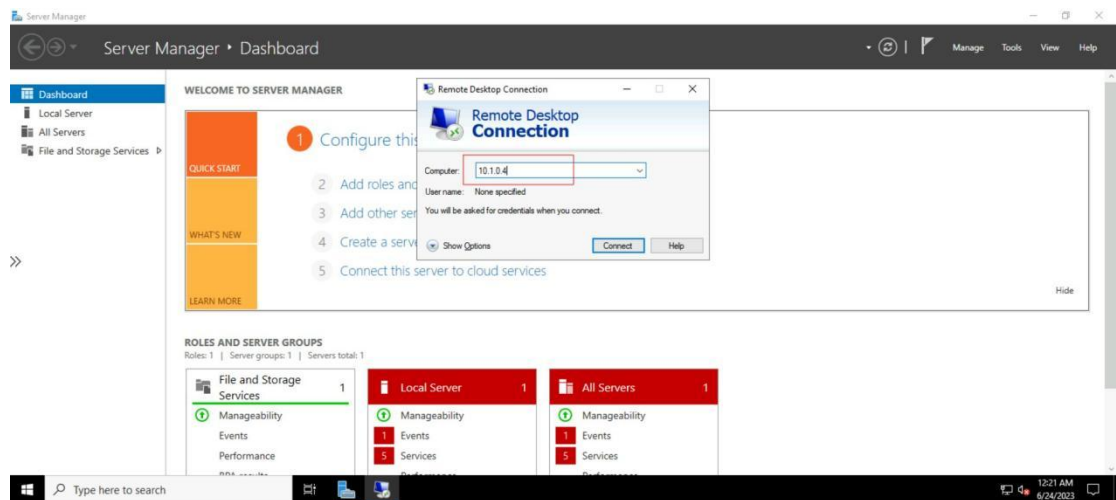 Server Manager
Server Manager • Dashboard
Manage Tools View Help
Dashboard
Local Server
All Servers
File and Storage Services
WELCOME TO SERVER MANAGER
QUICK START
WHAT'S NEW
LEARN MORE
1 Configure this
2 Add roles and
3 Add other ser
4 Create a serve
5 Connect this server to cloud services
Hide
Remote Desktop Connection
Remote Desktop
Connection
Computer: 10.1.0.4
User name: None specified
You will be asked for credentials when you connect.
Show Options Connect Help
ROLES AND SERVER GROUPS
Roles: 1 | Server groups: 1 | Servers total: 1
File and Storage
Services
1
Manageability
Events
Performance
Local Server 1
Manageability
1 Events
5 Services
All Servers 1
Manageability
1 Events
5 Services
Type here to search
12:21 AM
6/24/2023